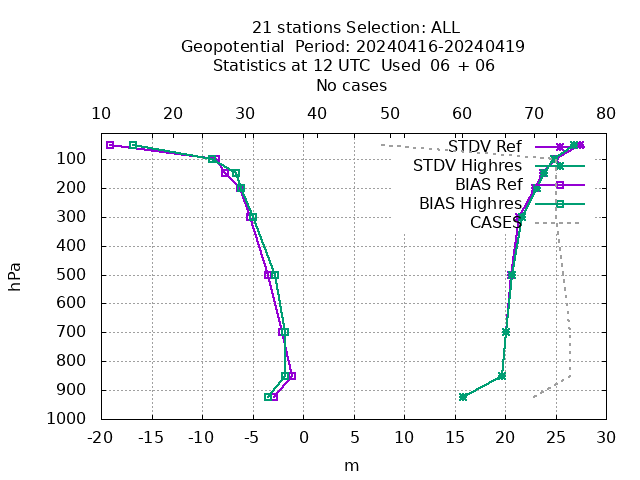 21 stations Selection: ALL
Geopotential  Period: 20240416-20240419
Statistics at 12 UTC  Used  06 + 06
No cases
10 20 30 40 50 60 70 80
STDV Ref
STDV Highres
BIAS Ref
BIAS Highres
CASES
100
200
300
400
500
600
700
800
900
1000
hPa
-20 -15 -10 -5 0 5 10 15 20 25 30
m